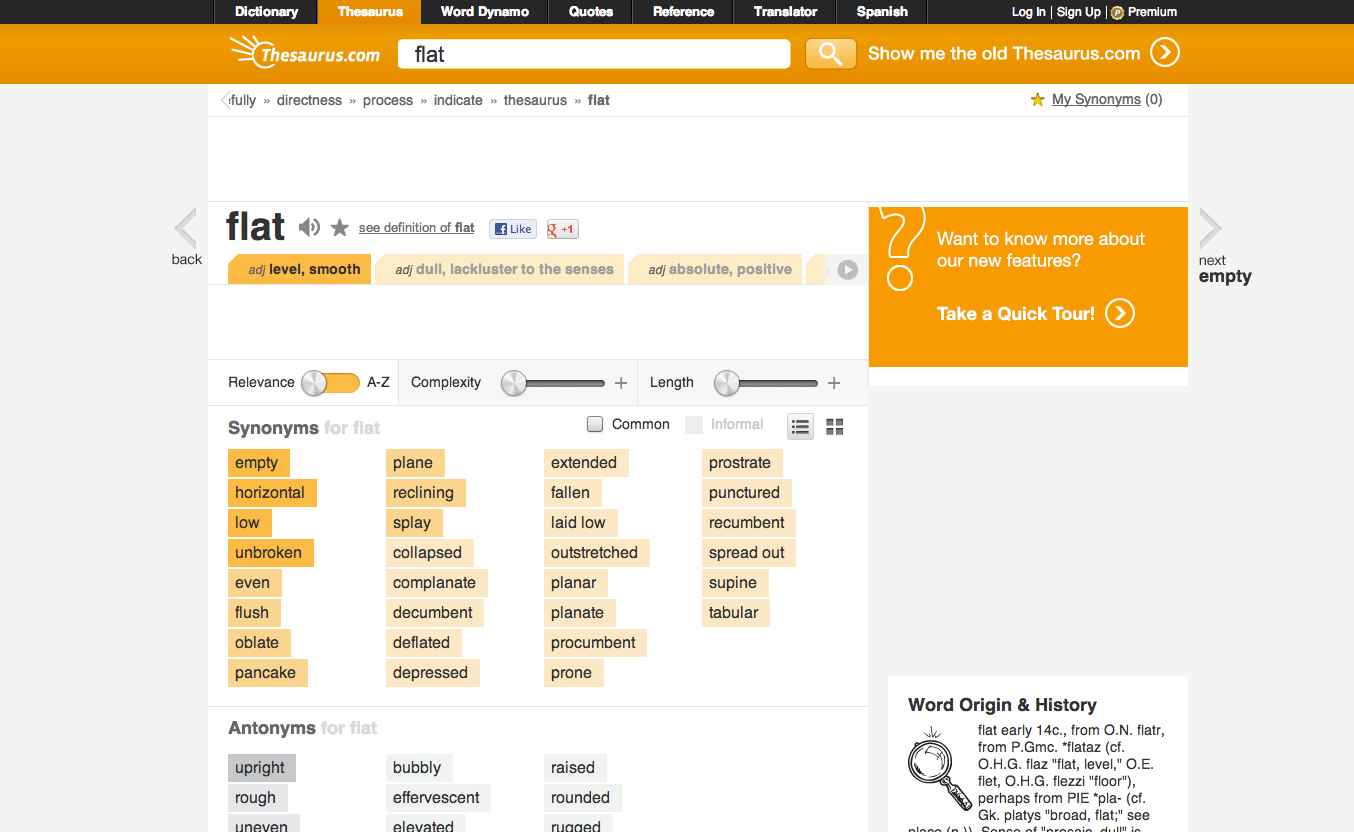 Dictionary Thesaurus Word Dynamo Quotes Reference Translator Spanish Log In | Sign Up | P Premium
Thesaurus.com flat Show me the old Thesaurus.com
fully » directness » process » indicate » thesaurus » flat My Synonyms (0)
flat see definition of flat Like +1
adj level, smooth adj dull, lackluster to the senses adj absolute, positive
back
?
Want to know more about
our new features?
Take a Quick Tour!
next
empty
Relevance A-Z Complexity + Length +
Synonyms for flat Common Informal
empty plane extended prostrate
horizontal reclining fallen punctured
low splay laid low recumbent
unbroken collapsed outstretched spread out
even complanate planar supine
flush decumbent planate tabular
oblate deflated procumbent
pancake depressed prone
Antonyms for flat
upright bubbly raised
rough effervescent rounded
uneven elevated rugged
Word Origin & History
flat early 14c., from O.N. flatr,
from P.Gmc. *flataz (cf.
O.H.G. flaz "flat, level," O.E.
flet, O.H.G. flezzi "floor"),
perhaps from PIE *pla- (cf.
Gk. platys "broad, flat;" see
place (n.)). Sense of "prosaic, dull" is